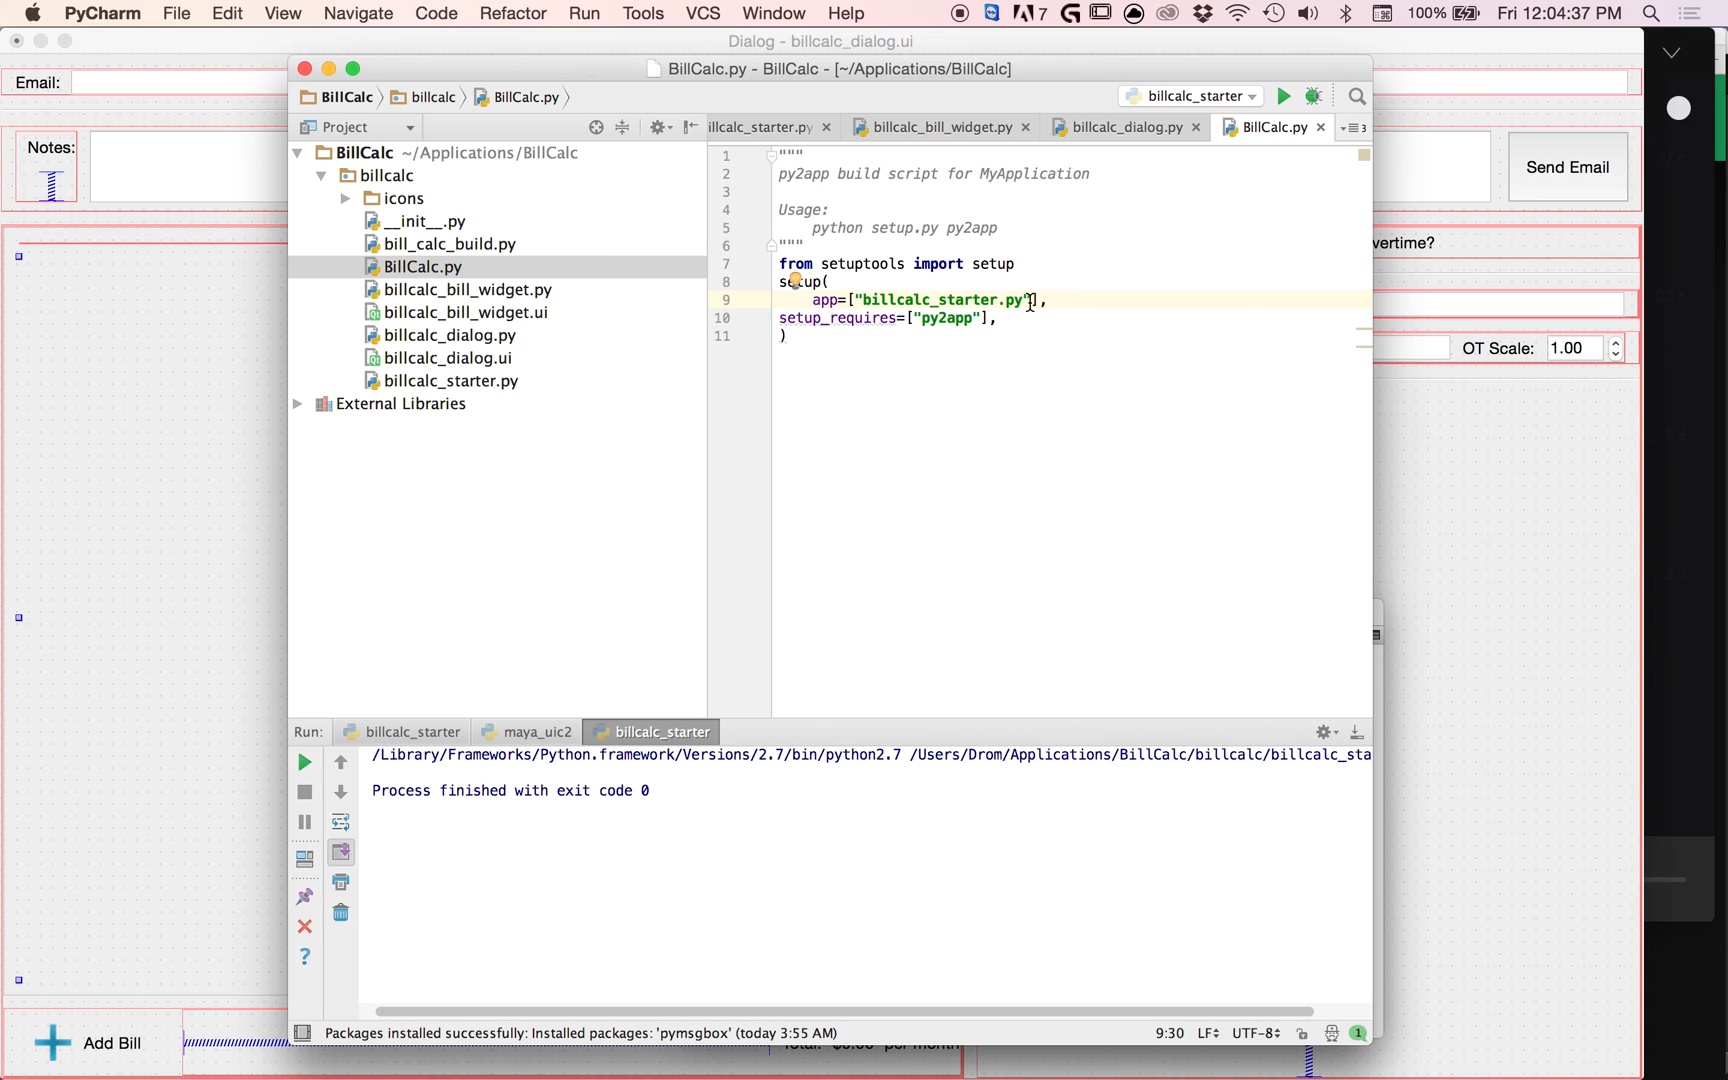 PyCharm File Edit View Navigate Code Refactor Run Tools VCS Window Help 7 100% Fri 12:04:37 PM
Dialog - billcalc_dialog.ui
BillCalc.py - BillCalc - [~/Applications/BillCalc]
Email:
BillCalc billcalc BillCalc.py billcalc_starter
Project illcalc_starter.py billcalc_bill_widget.py billcalc_dialog.py BillCalc.py 3
Notes:
Send Email
BillCalc ~/Applications/BillCalc
billcalc
icons
__init__.py
bill_calc_build.py
BillCalc.py
billcalc_bill_widget.py
billcalc_bill_widget.ui
billcalc_dialog.py
billcalc_dialog.ui
billcalc_starter.py
External Libraries
1 """
2 py2app build script for MyApplication
3
4 Usage:
5 python setup.py py2app
6 """
7 from setuptools import setup
8 setup(
9 app=["billcalc_starter.py"],
10 setup_requires=["py2app"],
11 )
vertime?
OT Scale: 1.00
Run: billcalc_starter maya_uic2 billcalc_starter
/Library/Frameworks/Python.framework/Versions/2.7/bin/python2.7 /Users/Drom/Applications/BillCalc/billcalc/billcalc_sta
Process finished with exit code 0
Packages installed successfully: Installed packages: 'pymsgbox' (today 3:55 AM) 9:30 LF UTF-8 1
Add Bill
per month